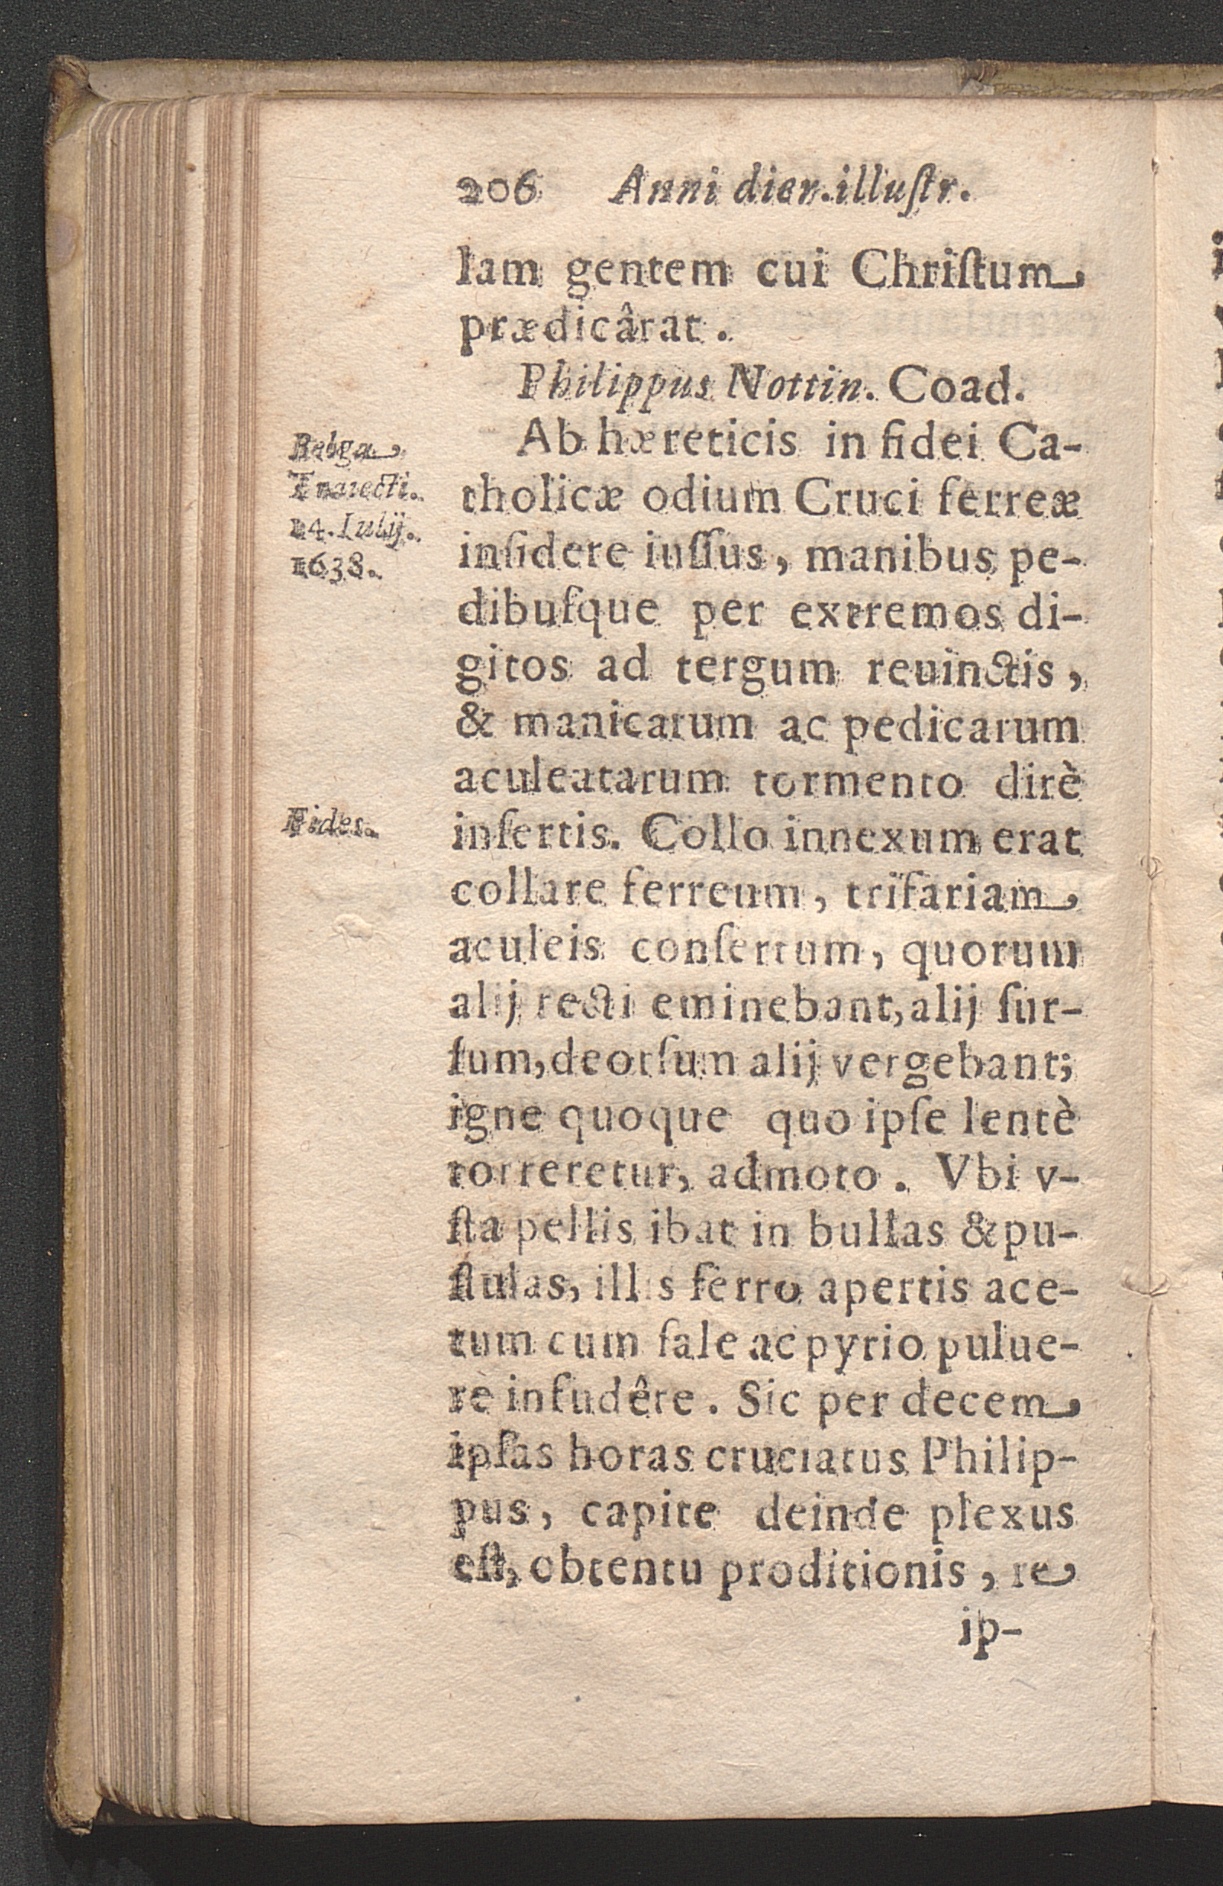 206 Anni dier.illuſtr.
lam gentem cui Chriſtum
prædicârat.
Philippus Nottin. Coad.
Belga
Traiecti.
14. Iulij.
1638.
Ab hæreticis in fidei Ca-
tholicæ odium Cruci ferreæ
inſidere iuſſus, manibus pe-
dibuſque per extremos di-
gitos ad tergum reuinctis,
& manicarum ac pedicarum
aculeatarum tormento dirè
Fides.
inſertis. Collo innexum erat
collare ferreum, trifariam
aculeis conſertum, quorum
alij recti eminebant, alij ſur-
ſum, deorſum alij vergebant;
igne quoque quo ipſe lentè
torreretur, admoto. Vbi v-
ſta pellis ibat in bullas & pu-
ſtulas, illis ferro apertis ace-
tum cum ſale ac pyrio pulue-
re infudêre. Sic per decem
ipſas horas cruciatus Philip-
pus, capite deinde plexus
eſt, obtentu proditionis, re
ip-